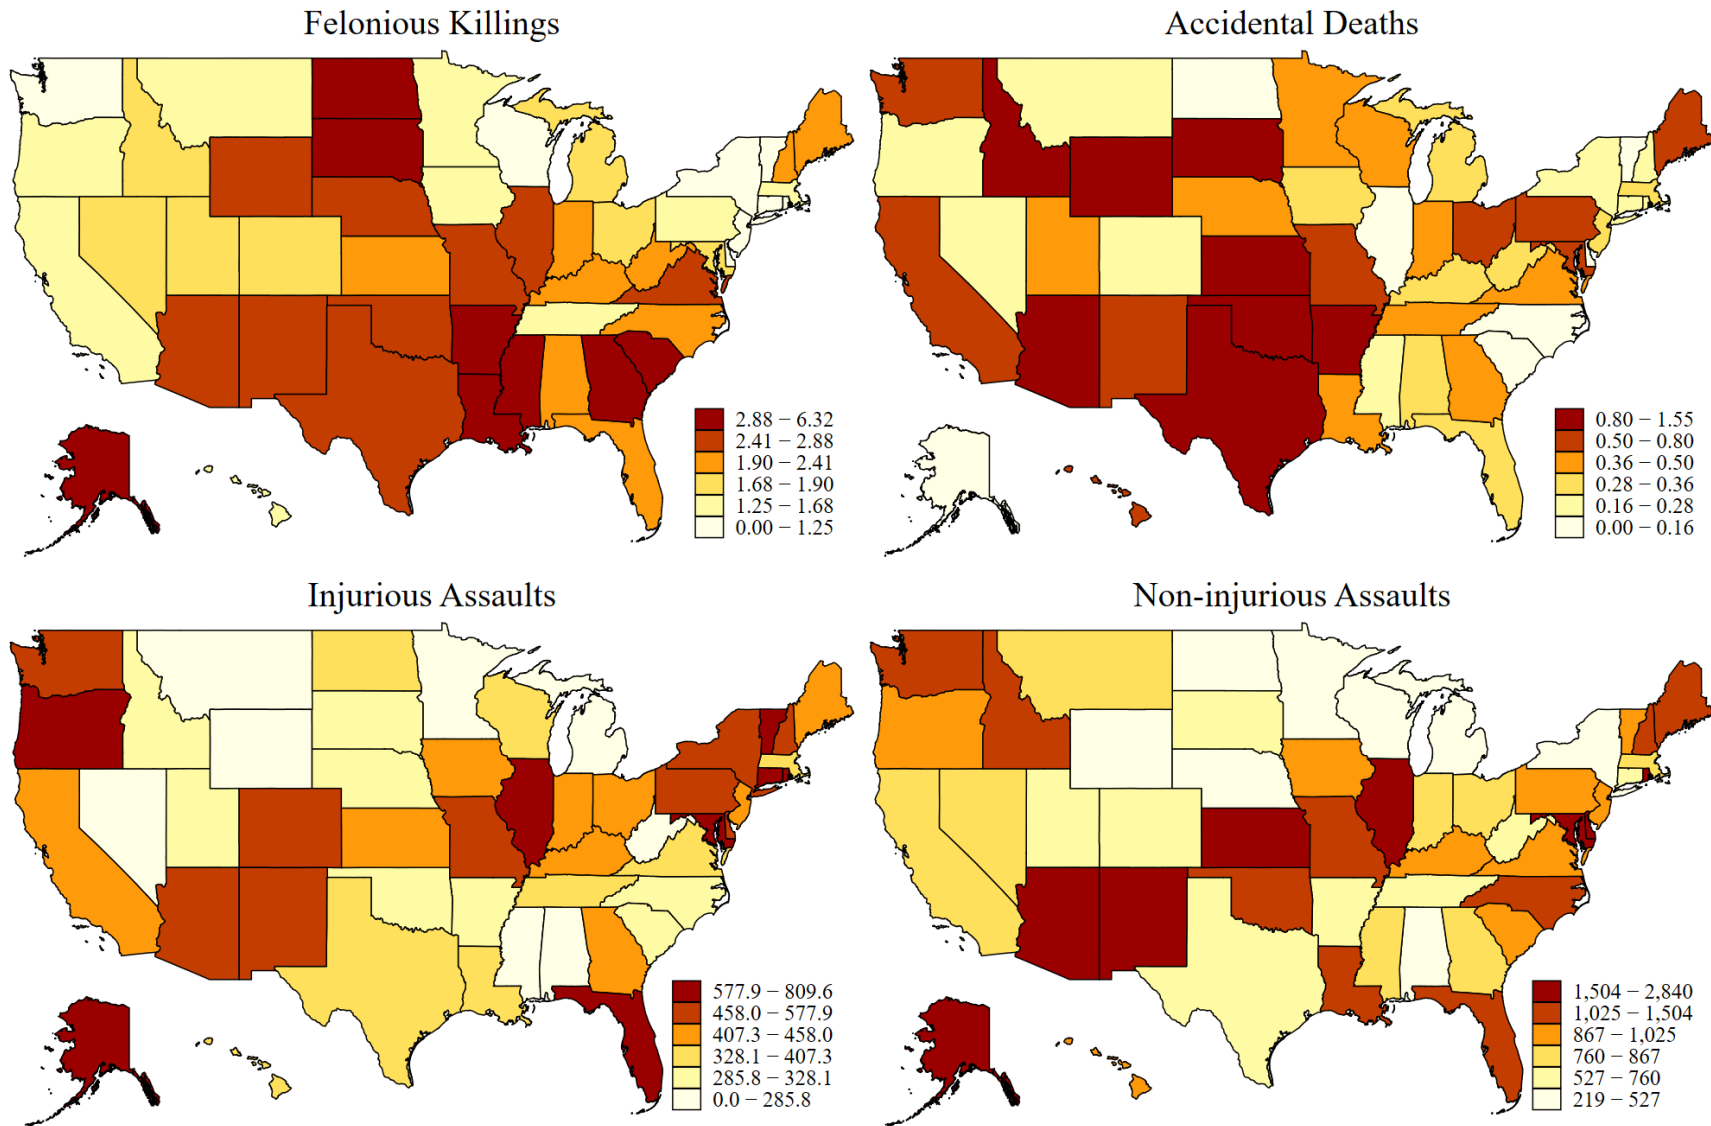 Felonious Killings
2.88 − 6.32
2.41 − 2.88
1.90 − 2.41
1.68 − 1.90
1.25 − 1.68
0.00 − 1.25
Accidental Deaths
0.80 − 1.55
0.50 − 0.80
0.36 − 0.50
0.28 − 0.36
0.16 − 0.28
0.00 − 0.16
Injurious Assaults
577.9 − 809.6
458.0 − 577.9
407.3 − 458.0
328.1 − 407.3
285.8 − 328.1
0.0 − 285.8
Non-injurious Assaults
1,504 − 2,840
1,025 − 1,504
867 − 1,025
760 − 867
527 − 760
219 − 527